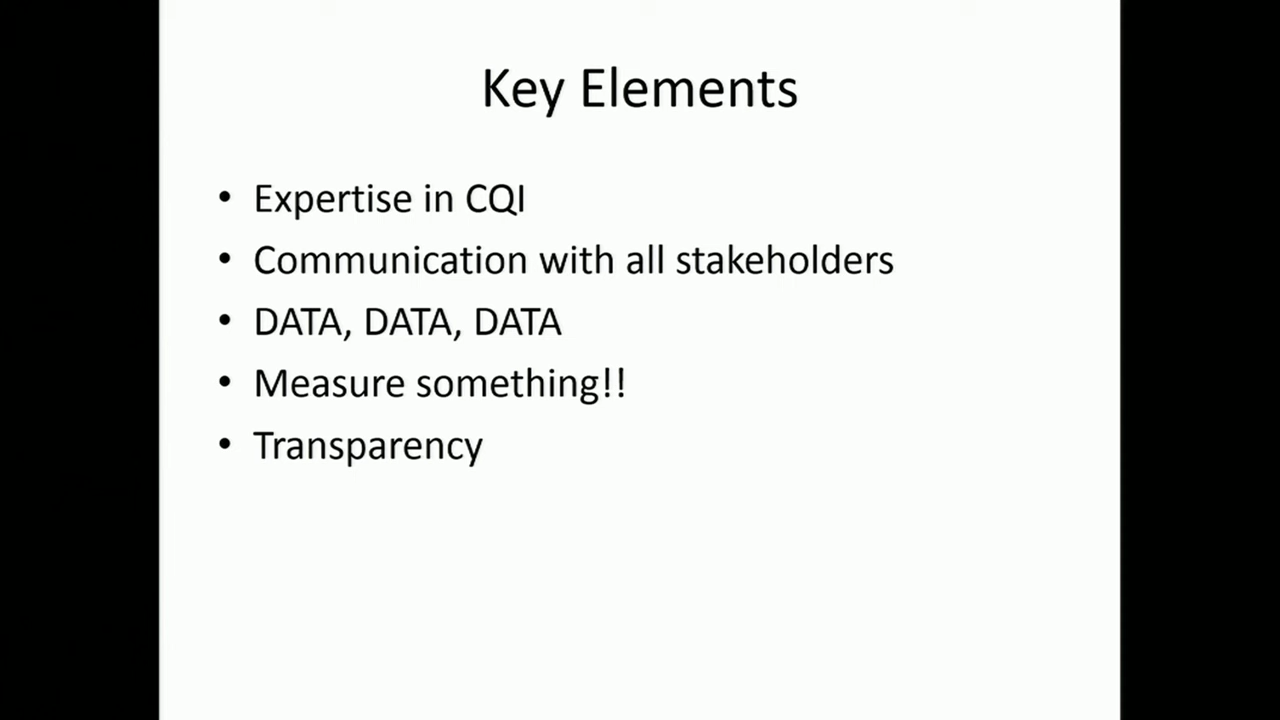 Key Elements
• Expertise in CQI
• Communication with all stakeholders
• DATA, DATA, DATA
• Measure something!!
• Transparency